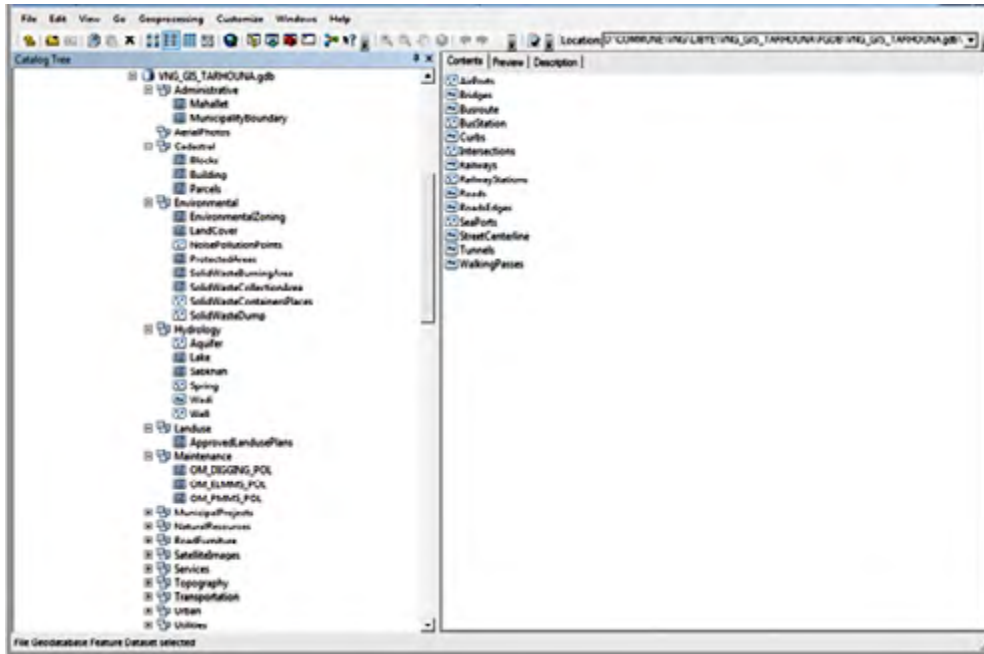 File Edit View Go Geoprocessing Customize Windows Help
Location:
Catalog Tree
Contents Preview Description
VNG_GIS_TARHOUNA.gdb
Administrative
Mahallet
MunicipalityBoundary
AerialPhotos
Cadastral
Blocks
Building
Parcels
Environmental
EnvironmentalZoning
LandCover
NoisePollutionPoints
ProtectedAreas
SolidWasteBurningArea
SolidWasteCollectionArea
SolidWasteContainersPlaces
SolidWasteDump
Hydrology
Aquifer
Lake
Sabkhah
Spring
Wadi
Well
Landuse
ApprovedLandusePlans
Maintenance
OM_DIGGING_POL
OM_ELMMS_POL
OM_PMMS_POL
MunicipalProjects
NaturalResources
RoadFurniture
SatelliteImages
Services
Topography
Transportation
Urban
Utilities
AirPorts
Bridges
Busroute
BusStation
Curbs
Intersections
Railways
RailwayStations
Roads
RoadsEdges
SeaPorts
StreetCenterline
Tunnels
WalkingPasses
File Geodatabase Feature Dataset selected